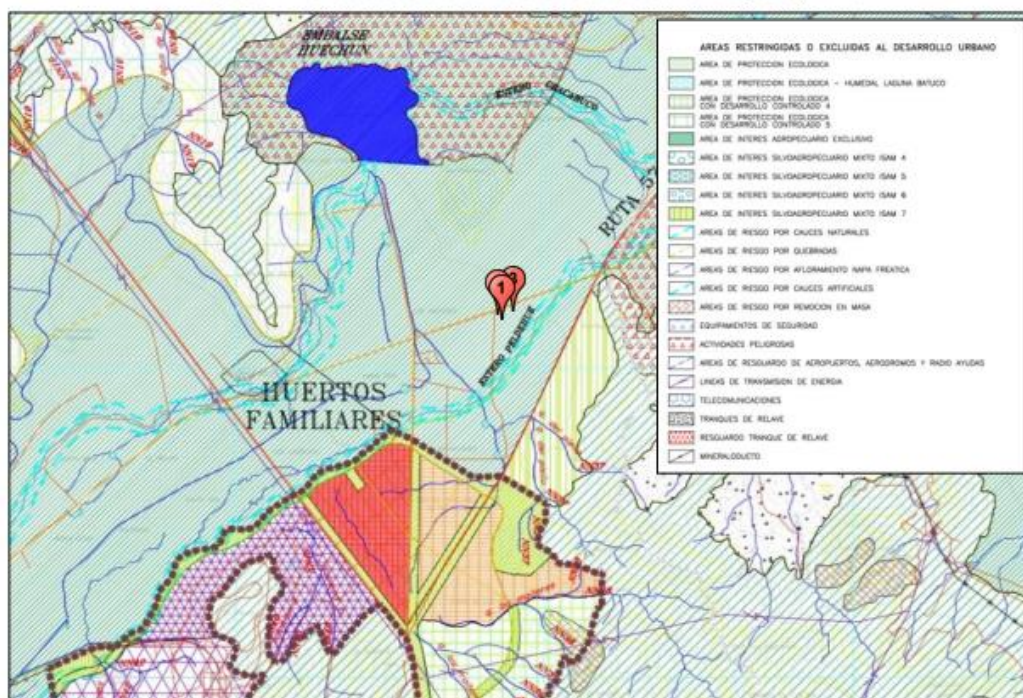 EMBALSE
HUECHUN
ESTERO CHACABUCO
RUTA 5
1
3
ESTERO PELDEHUE
HUERTOS
FAMILIARES
AREAS RESTRINGIDAS O EXCLUIDAS AL DESARROLLO URBANO
AREA DE PROTECCION ECOLOGICA
AREA DE PROTECCION ECOLOGICA - HUMEDAL LAGUNA BATUCO
AREA DE PROTECCION ECOLOGICA
CON DESARROLLO CONTROLADO 4
AREA DE PROTECCION ECOLOGICA
CON DESARROLLO CONTROLADO 5
AREA DE INTERES AGROPECUARIO EXCLUSIVO
AREA DE INTERES SILVOAGROPECUARIO MIXTO ISAM 4
AREA DE INTERES SILVOAGROPECUARIO MIXTO ISAM 5
AREA DE INTERES SILVOAGROPECUARIO MIXTO ISAM 6
AREA DE INTERES SILVOAGROPECUARIO MIXTO ISAM 7
AREAS DE RIESGO POR CAUCES NATURALES
AREAS DE RIESGO POR QUEBRADAS
AREAS DE RIESGO POR AFLORAMIENTO NAPA FREATICA
AREAS DE RIESGO POR CAUCES ARTIFICIALES
AREAS DE RIESGO POR REMOCION EN MASA
EQUIPAMIENTOS DE SEGURIDAD
ACTIVIDADES PELIGROSAS
AREAS DE RESGUARDO DE AEROPUERTOS, AERODROMOS Y RADIO AYUDAS
LINEAS DE TRANSMISION DE ENERGIA
TELECOMUNICACIONES
TRANQUES DE RELAVE
RESGUARDO TRANQUE DE RELAVE
MINERALODUCTO